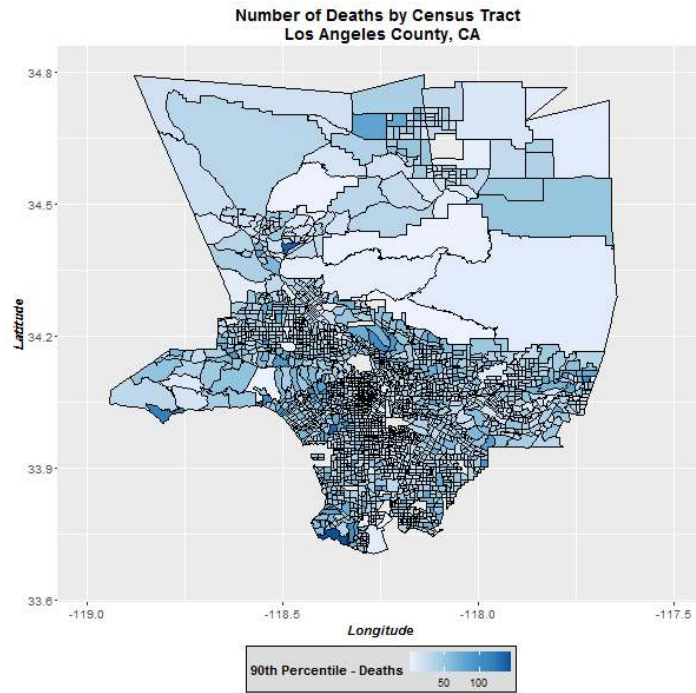 Number of Deaths by Census Tract
Los Angeles County, CA
34.8
34.5
34.2
33.9
33.6
Latitude
-119.0
-118.5
-118.0
-117.5
Longitude
90th Percentile - Deaths
50
100